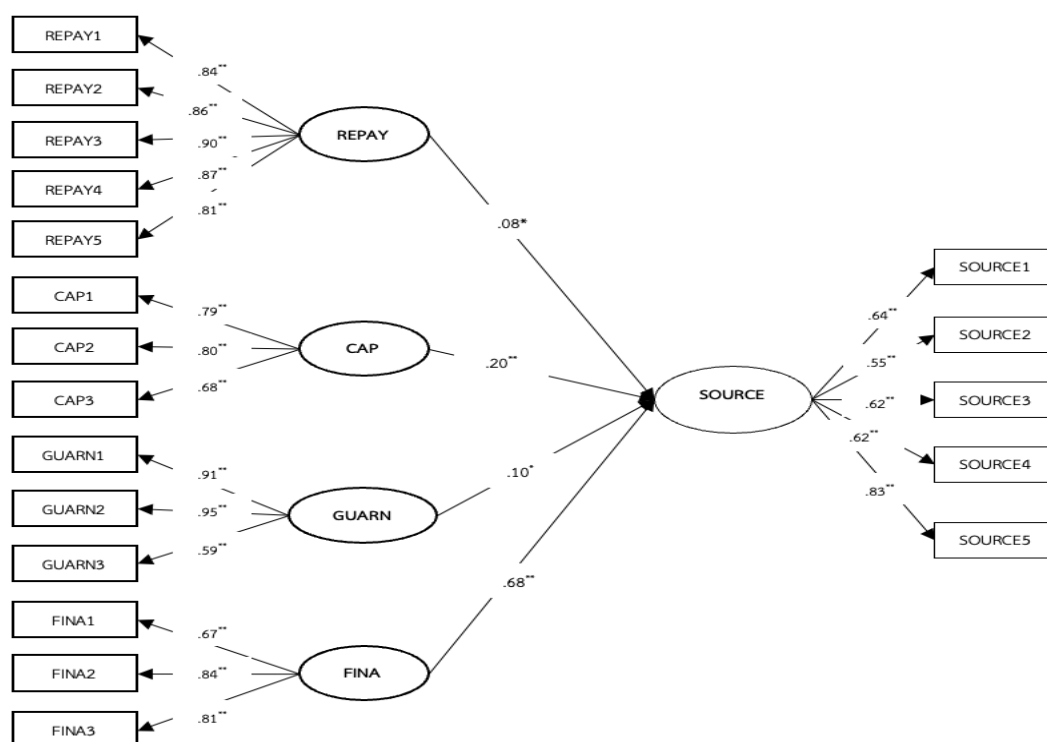 REPAY1
.84**
REPAY2
.86**
REPAY3
.90**
REPAY4
.87**
REPAY5
.81**
REPAY
.08*
CAP1
.79**
CAP2
.80**
CAP3
.68**
CAP
.20**
GUARN1
.91**
GUARN2
.95**
GUARN3
.59**
GUARN
.10*
FINA1
.67**
FINA2
.84**
FINA3
.81**
FINA
.68**
SOURCE
SOURCE1
.64**
SOURCE2
.55**
SOURCE3
.62**
SOURCE4
.62**
SOURCE5
.83**